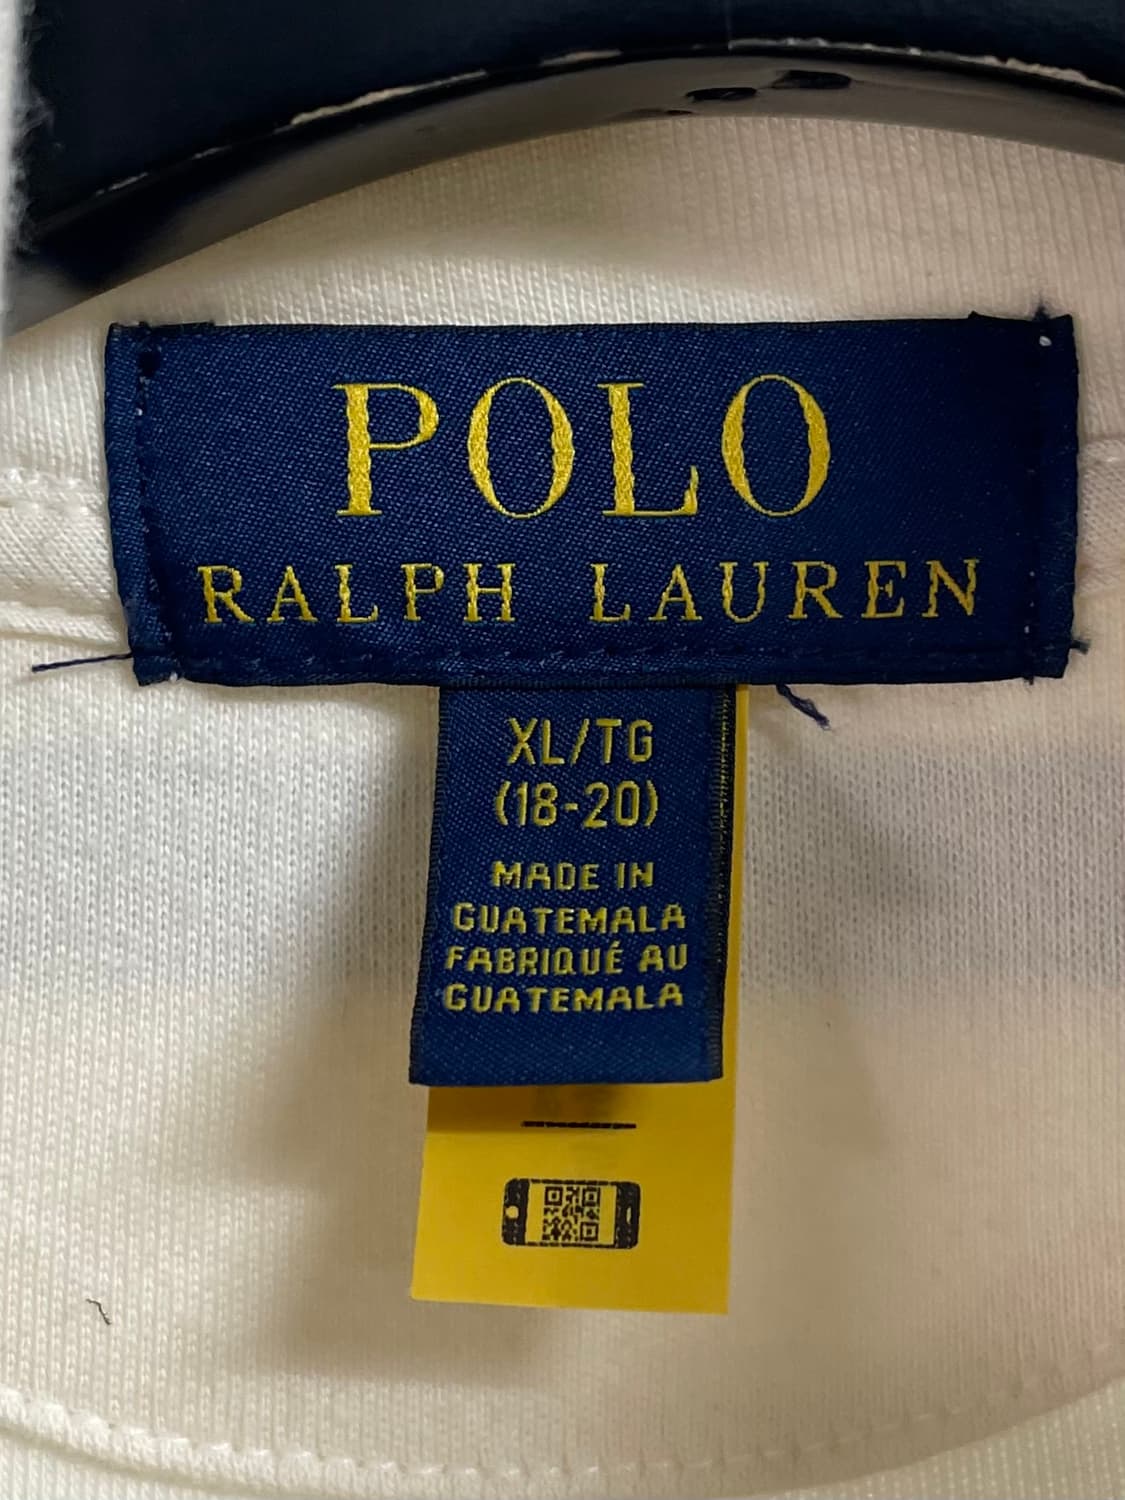 POLO
RALPH LAUREN
XL/TG
(18-20)
MADE IN
GUATEMALA
FABRIQUÉ AU
GUATEMALA